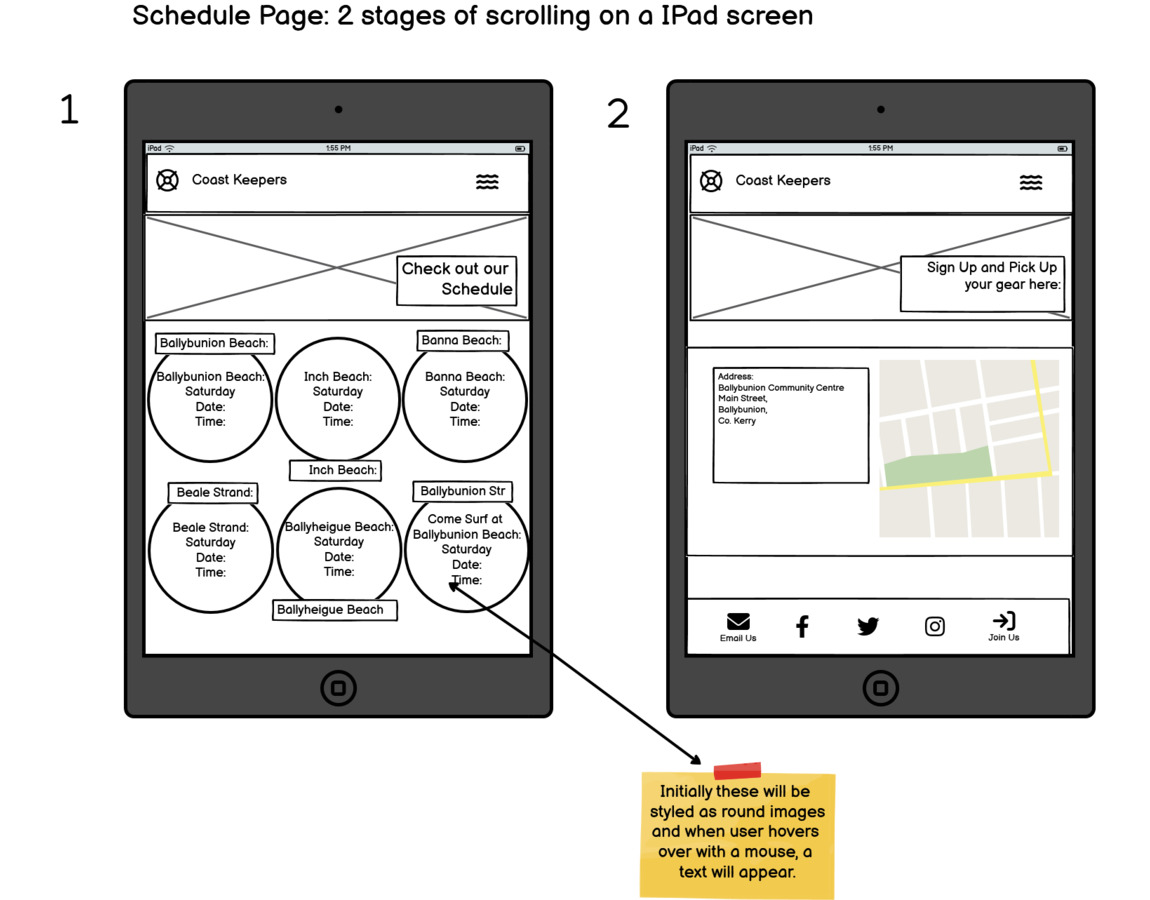 Schedule Page: 2 stages of scrolling on a IPad screen
1
iPad
1:55 PM
Coast Keepers
Check out our
Schedule
Ballybunion Beach:
Banna Beach:
Ballybunion Beach:
Saturday
Date:
Time:
Inch Beach:
Saturday
Date:
Time:
Banna Beach:
Saturday
Date:
Time:
Inch Beach:
Beale Strand:
Ballybunion Str
Beale Strand:
Saturday
Date:
Time:
Ballyheigue Beach:
Saturday
Date:
Time:
Come Surf at
Ballybunion Beach:
Saturday
Date:
Time:
Ballyheigue Beach
2
iPad
1:55 PM
Coast Keepers
Sign Up and Pick Up
your gear here:
Address:
Ballybunion Community Centre
Main Street,
Ballybunion,
Co. Kerry
Email Us
Join Us
Initially these will be
styled as round images
and when user hovers
over with a mouse, a
text will appear.